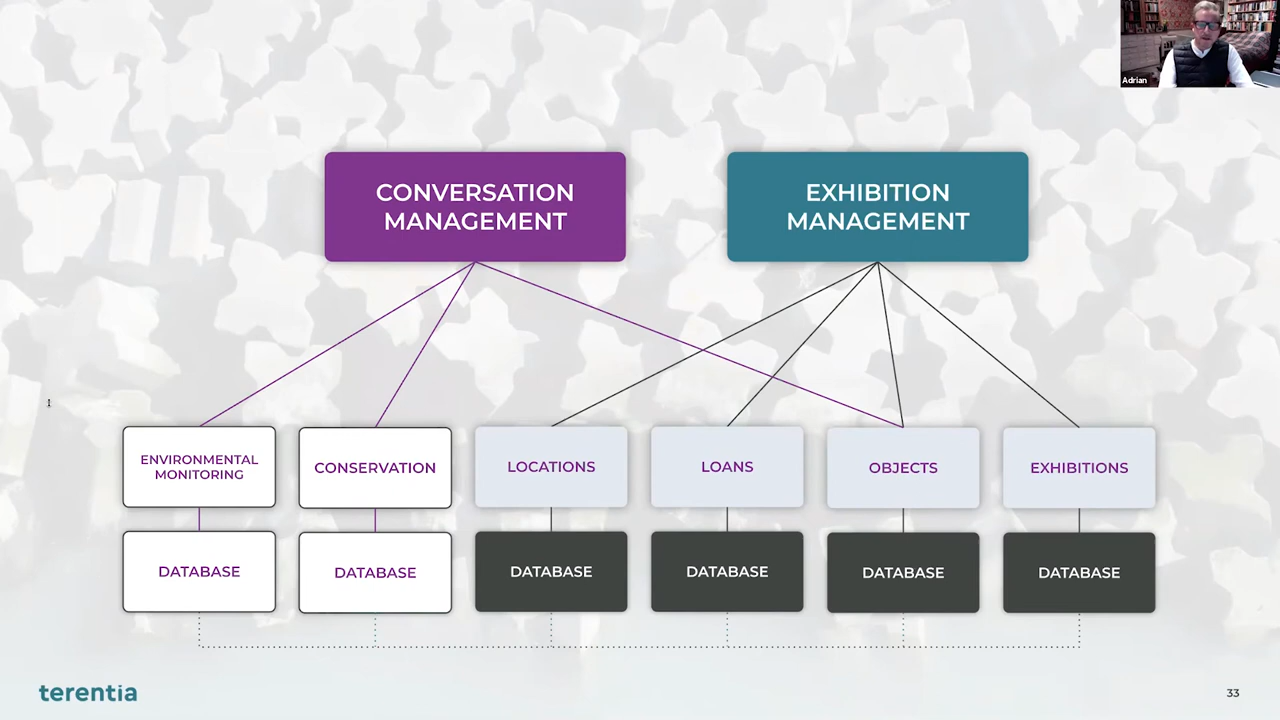 Adrian
CONVERSATION
MANAGEMENT
EXHIBITION
MANAGEMENT
ENVIRONMENTAL
MONITORING
CONSERVATION
LOCATIONS
LOANS
OBJECTS
EXHIBITIONS
DATABASE
DATABASE
DATABASE
DATABASE
DATABASE
DATABASE
terentia
33